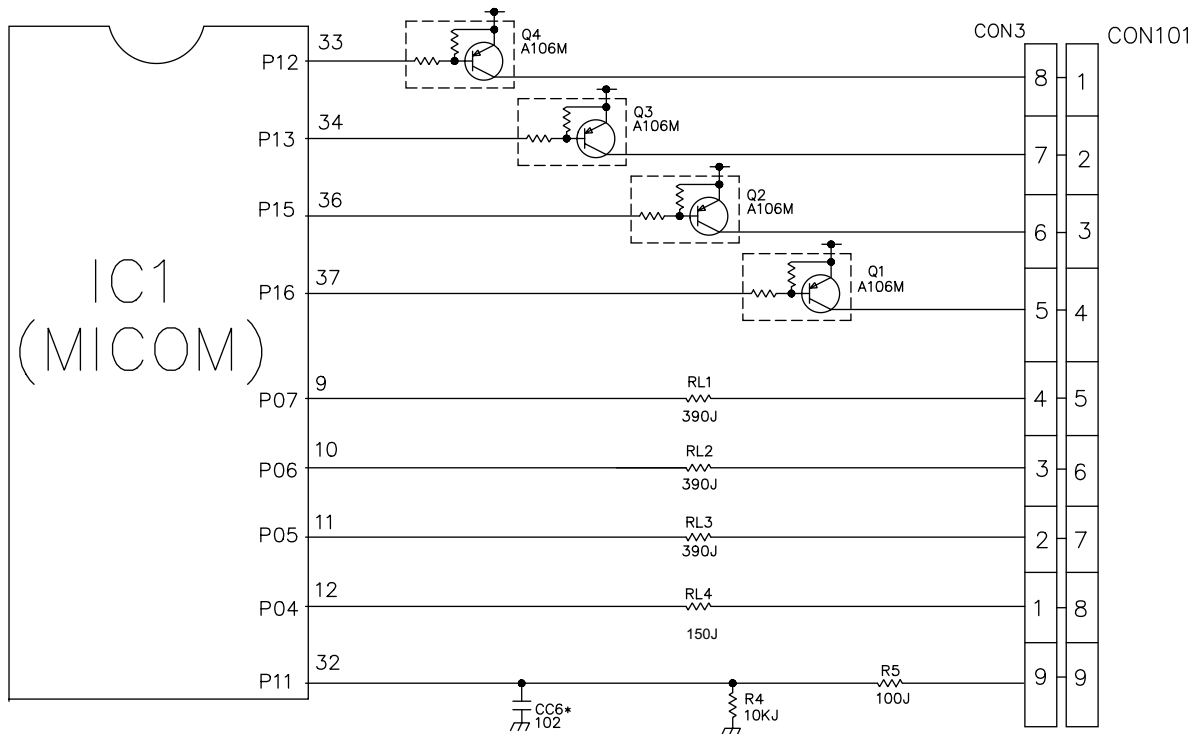 CON3
CON101
IC1
(MICOM)
P12
33
Q4
A106M
8
1
P13
34
Q3
A106M
7
2
P15
36
Q2
A106M
6
3
P16
37
Q1
A106M
5
4
P07
9
RL1
390J
4
5
P06
10
RL2
390J
3
6
P05
11
RL3
390J
2
7
P04
12
RL4
150J
1
8
P11
32
CC6*
102
R4
10KJ
R5
100J
9
9